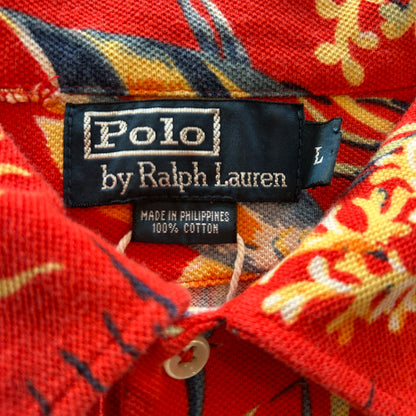 Polo
by Ralph Lauren
L
MADE IN PHILIPPINES
100% COTTON